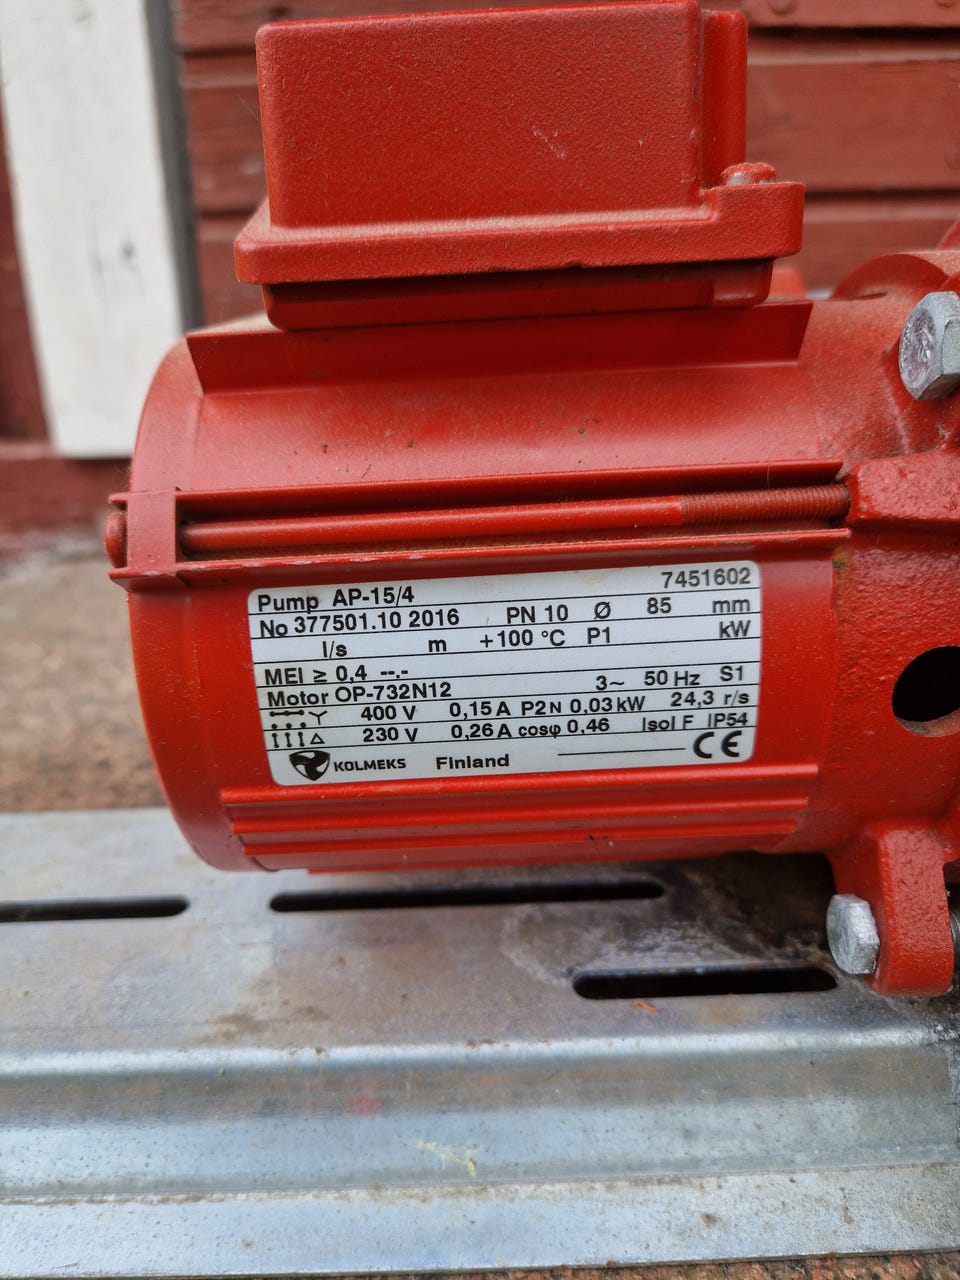 7451602
Pump AP-15/4
No 377501.10 2016 PN 10 Ø 85 mm
l/s m +100 °C P1 kW
MEI ≥ 0,4 --.-
Motor OP-732N12 3~ 50 Hz S1
Y 400 V 0,15 A P2N 0,03 kW 24,3 r/s
△ 230 V 0,26 A cosφ 0,46 Isol F IP54
KOLMEKS Finland CE